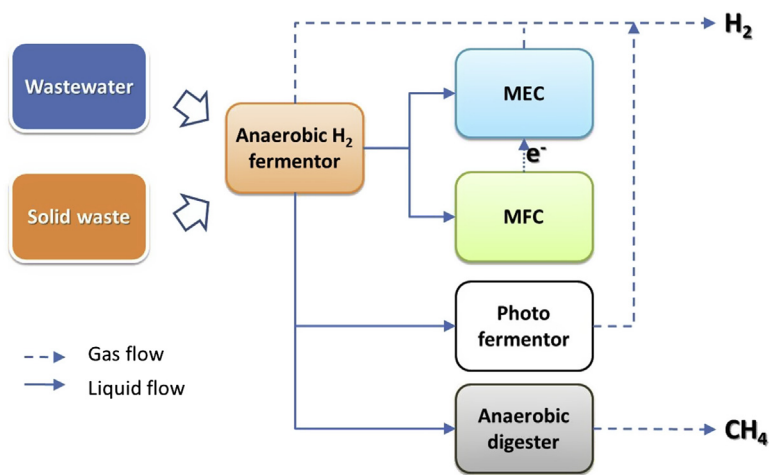 H₂
Wastewater
MEC
Anaerobic H₂
fermentor
e⁻
Solid waste
MFC
Photo
fermentor
Gas flow
Liquid flow
Anaerobic
digester
CH₄